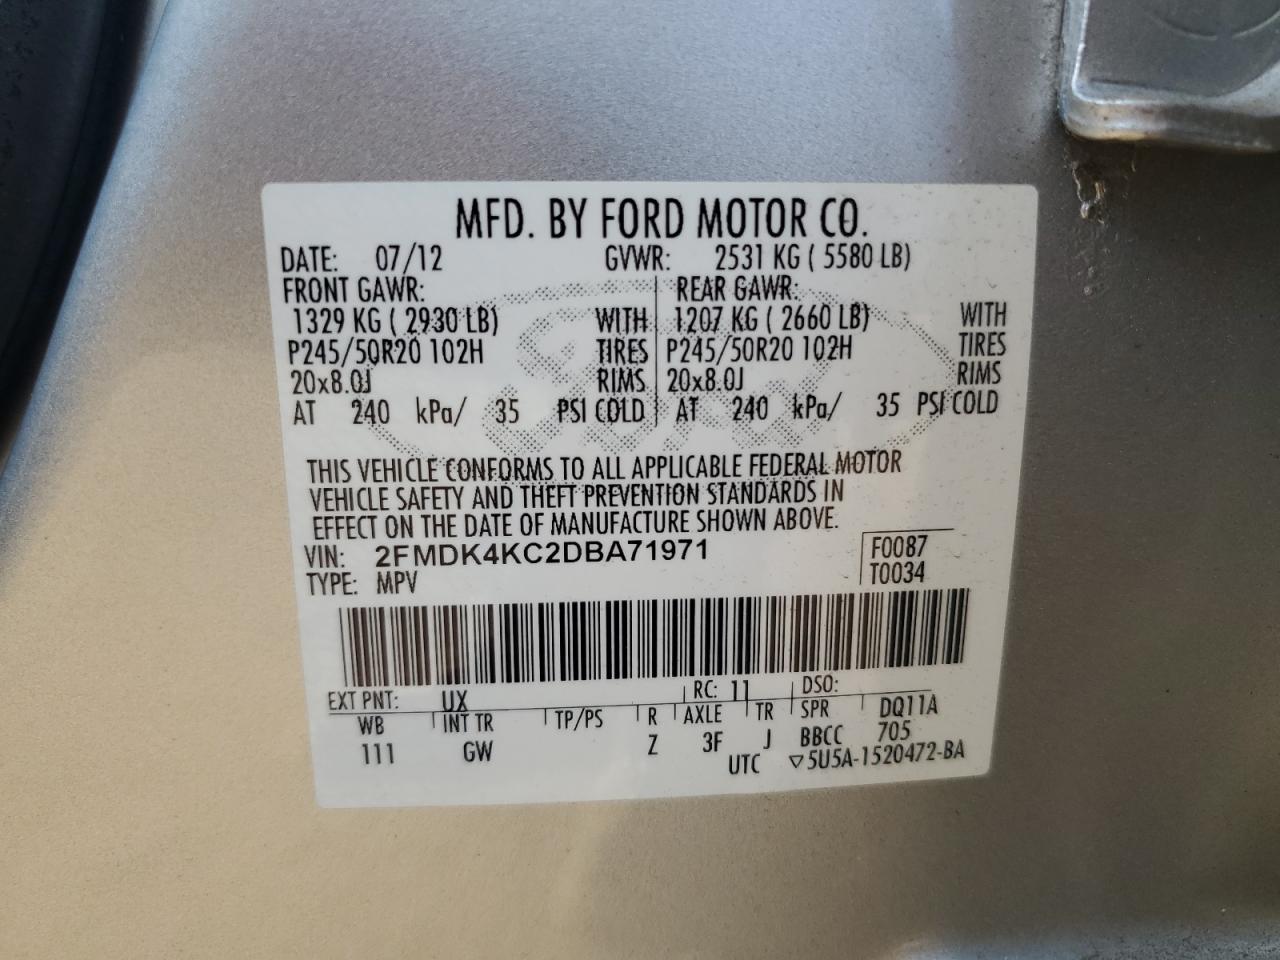 MFD. BY FORD MOTOR CO.
DATE: 07/12 GVWR: 2531 KG ( 5580 LB)
FRONT GAWR: REAR GAWR:
1329 KG ( 2930 LB) WITH 1207 KG ( 2660 LB) WITH
P245/50R20 102H TIRES P245/50R20 102H TIRES
20x8.0J RIMS 20x8.0J RIMS
AT 240 kPa/ 35 PSI COLD AT 240 kPa/ 35 PSI COLD
THIS VEHICLE CONFORMS TO ALL APPLICABLE FEDERAL MOTOR
VEHICLE SAFETY AND THEFT PREVENTION STANDARDS IN
EFFECT ON THE DATE OF MANUFACTURE SHOWN ABOVE.
VIN: 2FMDK4KC2DBA71971 F0087
TYPE: MPV T0034
EXT PNT: UX RC: 11 DSO:
WB INT TR TP/PS R AXLE TR SPR DQ11A
111 GW Z 3F J BBCC 705
UTC ▽5U5A-1520472-BA
Ford